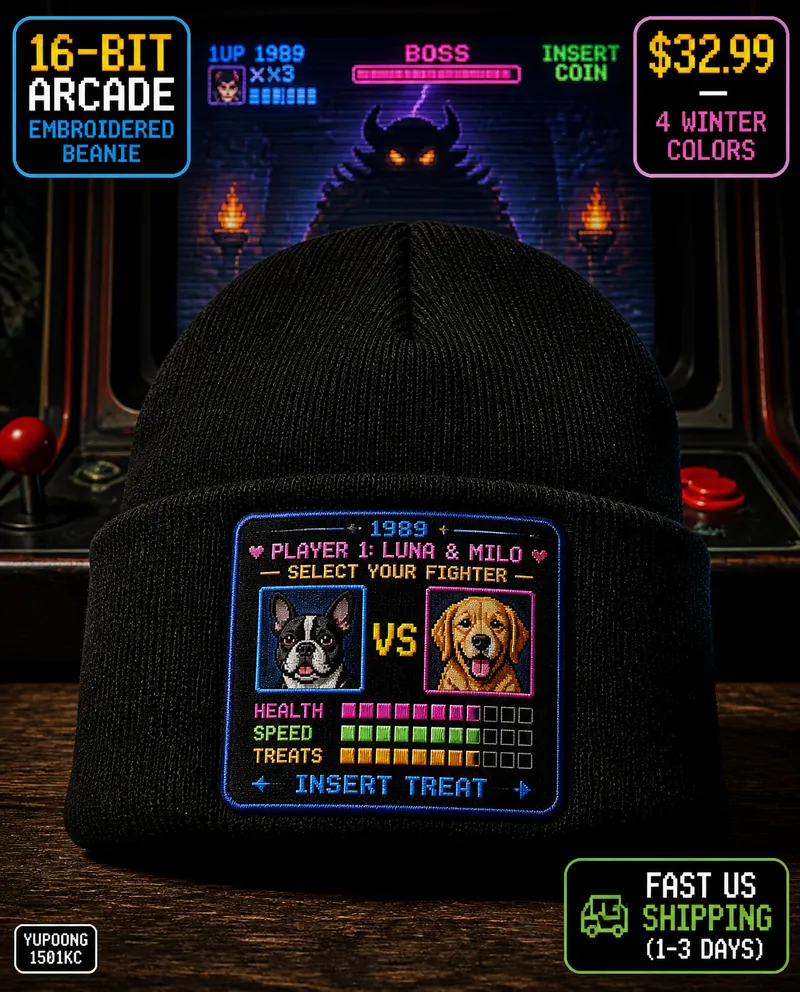 16-BIT
ARCADE
EMBROIDERED
BEANIE
1UP 1989
XX3
BOSS
INSERT
COIN
$32.99
4 WINTER
COLORS
1989
PLAYER 1: LUNA & MILO
SELECT YOUR FIGHTER
VS
HEALTH
SPEED
TREATS
INSERT TREAT
YUPOONG
1501KC
FAST US
SHIPPING
(1-3 DAYS)